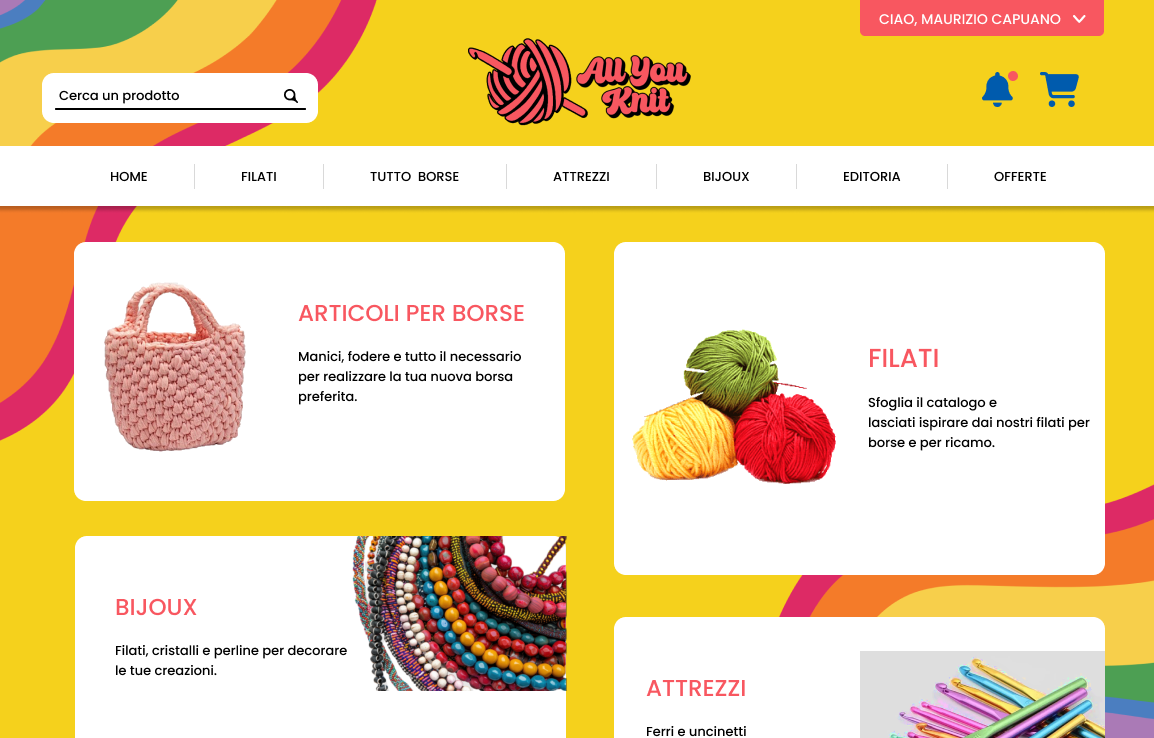 CIAO, MAURIZIO CAPUANO
Cerca un prodotto
All You
Knit
HOME
FILATI
TUTTO BORSE
ATTREZZI
BIJOUX
EDITORIA
OFFERTE
ARTICOLI PER BORSE
Manici, fodere e tutto il necessario
per realizzare la tua nuova borsa
preferita.
FILATI
Sfoglia il catalogo e
lasciati ispirare dai nostri filati per
borse e per ricamo.
BIJOUX
Filati, cristalli e perline per decorare
le tue creazioni.
ATTREZZI
Ferri e uncinetti